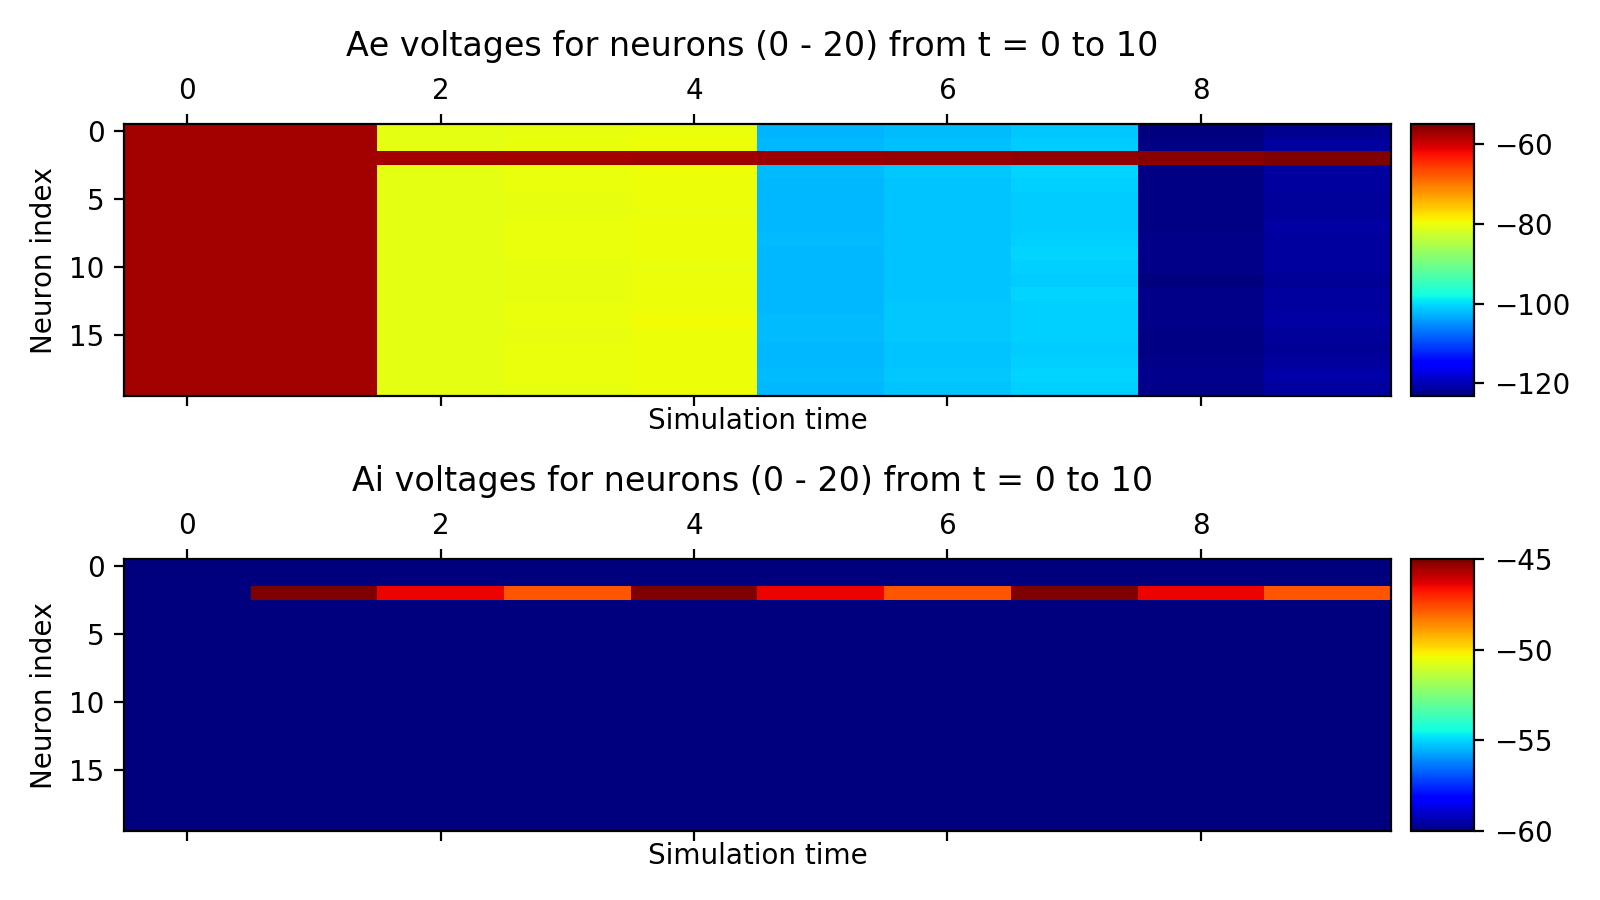 Ae voltages for neurons (0 - 20) from t = 0 to 10
0 2 4 6 8
0
5
10
15
Neuron index
Simulation time
−60
−80
−100
−120
Ai voltages for neurons (0 - 20) from t = 0 to 10
0 2 4 6 8
0
5
10
15
Neuron index
Simulation time
−45
−50
−55
−60